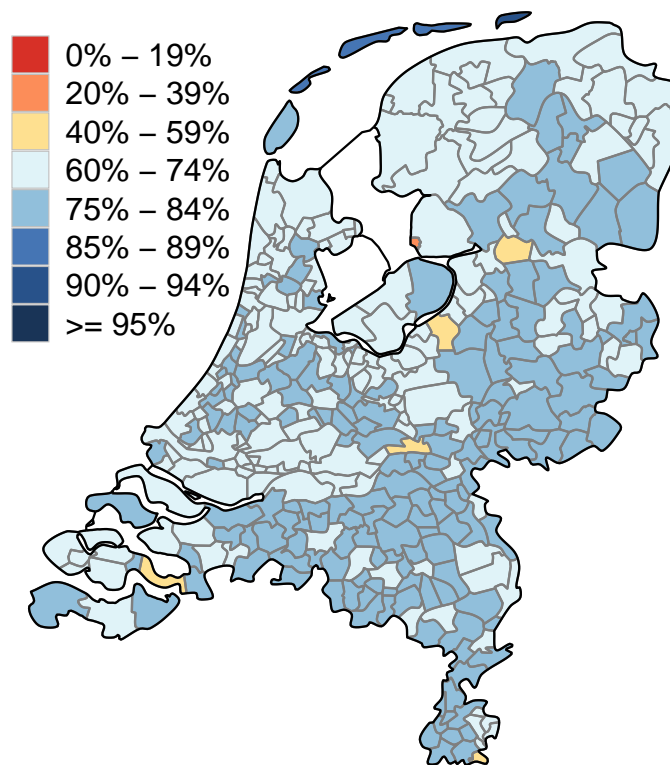 0% – 19%
20% – 39%
40% – 59%
60% – 74%
75% – 84%
85% – 89%
90% – 94%
>= 95%